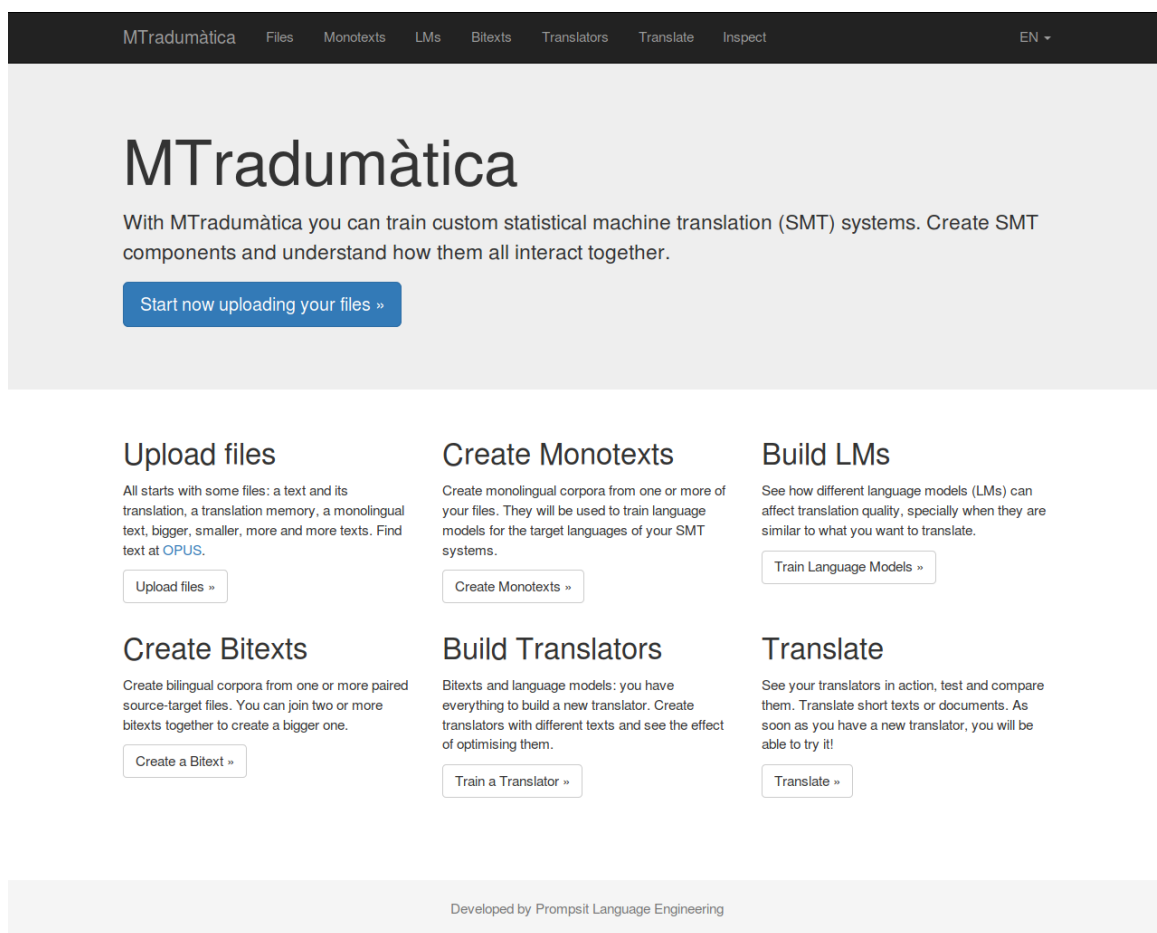 MTradumàtica Files Monotexts LMs Bitexts Translators Translate Inspect EN
MTradumàtica
With MTradumàtica you can train custom statistical machine translation (SMT) systems. Create SMT
components and understand how them all interact together.
Start now uploading your files »
Upload files
All starts with some files: a text and its
translation, a translation memory, a monolingual
text, bigger, smaller, more and more texts. Find
text at OPUS.
Upload files »
Create Monotexts
Create monolingual corpora from one or more of
your files. They will be used to train language
models for the target languages of your SMT
systems.
Create Monotexts »
Build LMs
See how different language models (LMs) can
affect translation quality, specially when they are
similar to what you want to translate.
Train Language Models »
Create Bitexts
Create bilingual corpora from one or more paired
source-target files. You can join two or more
bitexts together to create a bigger one.
Create a Bitext »
Build Translators
Bitexts and language models: you have
everything to build a new translator. Create
translators with different texts and see the effect
of optimising them.
Train a Translator »
Translate
See your translators in action, test and compare
them. Translate short texts or documents. As
soon as you have a new translator, you will be
able to try it!
Translate »
Developed by Prompsit Language Engineering